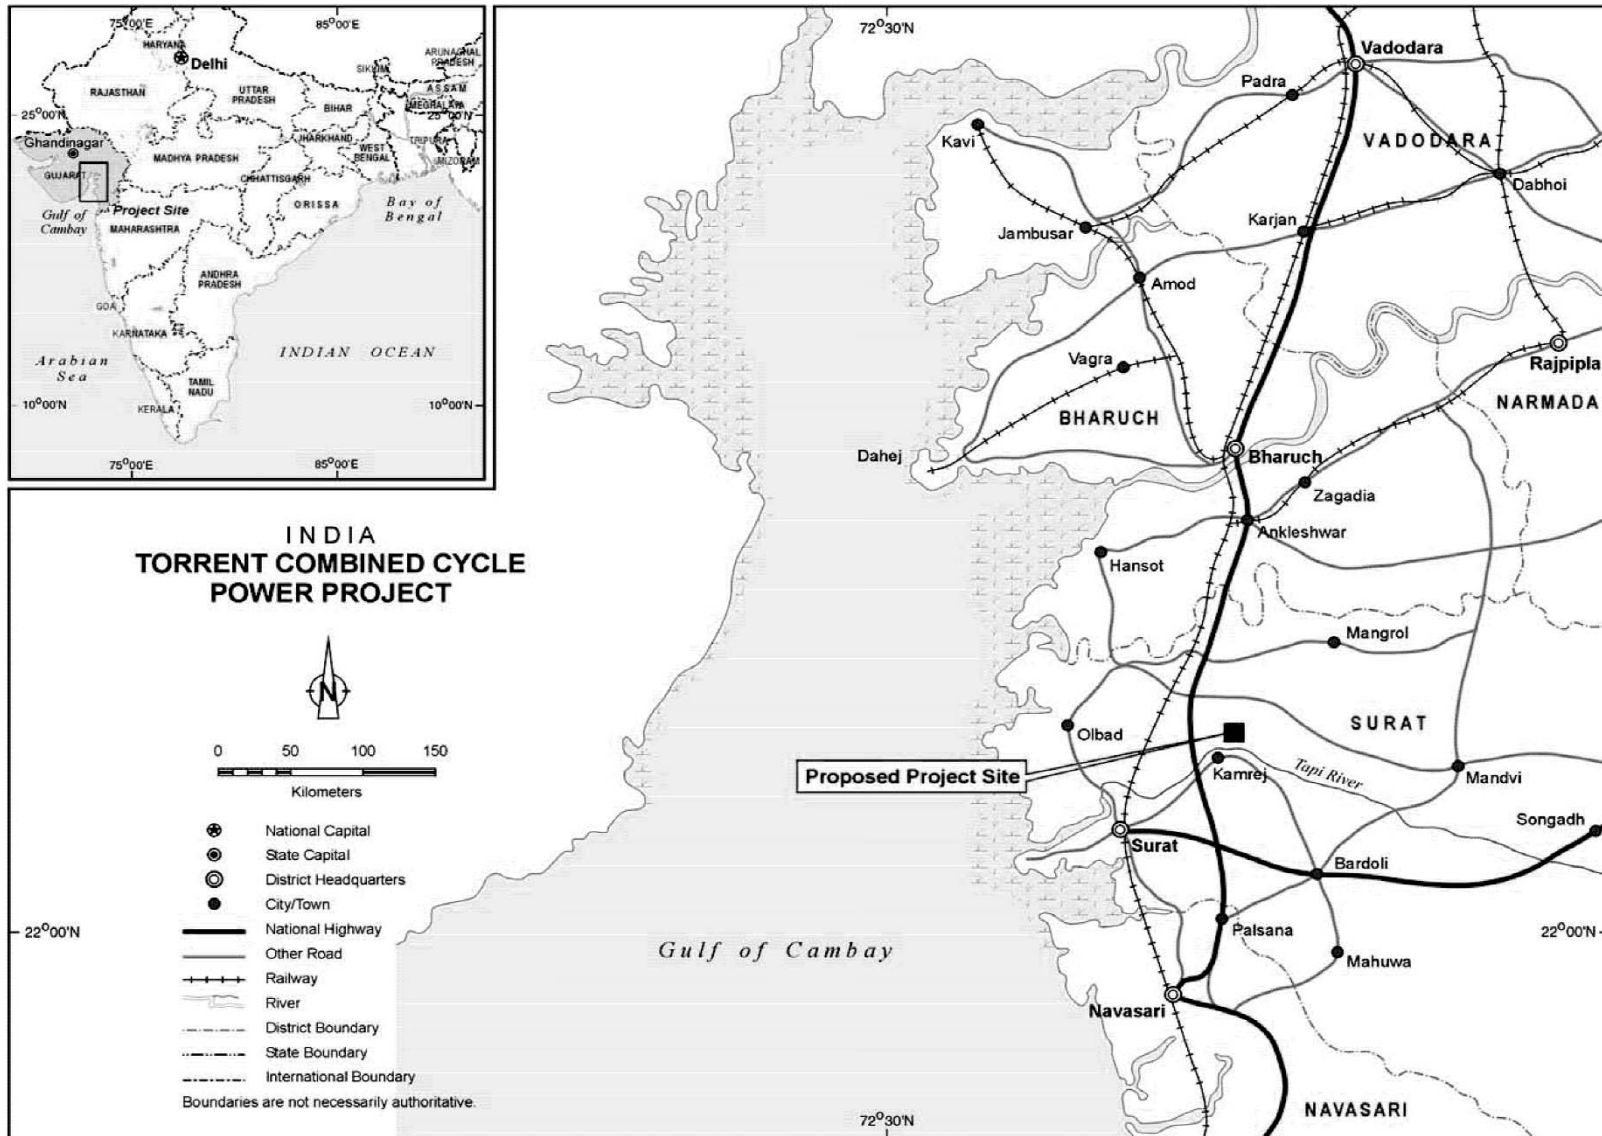 75°00'E
85°00'E
HARYANA
Delhi
SIKLIM
ARUNACHAL
PRADESH
RAJASTHAN
UTTAR
PRADESH
BIHAR
ASSAM
MEGHALAYA
25°00'N
25°00'N
Ghandinagar
JHARKHAND
WEST
BENGAL
TRIPURA
MIZORAM
MADHYA PRADESH
GUJARAT
CHHATTISGARH
ORISSA
Bay of
Bengal
Gulf of
Cambay
Project Site
MAHARASHTRA
ANDHRA
PRADESH
GOA
KARNATAKA
Arabian
Sea
INDIAN OCEAN
TAMIL
NADU
KERALA
10°00'N
10°00'N
75°00'E
85°00'E
INDIA
TORRENT COMBINED CYCLE
POWER PROJECT
N
0 50 100 150
Kilometers
National Capital
State Capital
District Headquarters
City/Town
National Highway
Other Road
Railway
River
District Boundary
State Boundary
International Boundary
Boundaries are not necessarily authoritative.
22°00'N
72°30'N
Vadodara
Padra
VADODARA
Kavi
Dabhoi
Karjan
Jambusar
Amod
Vagra
Rajpipla
NARMADA
BHARUCH
Dahej
Bharuch
Zagadia
Ankleshwar
Hansot
Mangrol
SURAT
Olbad
Proposed Project Site
Kamrej
Tapi River
Mandvi
Songadh
Surat
Bardoli
Palsana
22°00'N
Gulf of Cambay
Mahuwa
Navasari
NAVASARI
72°30'N